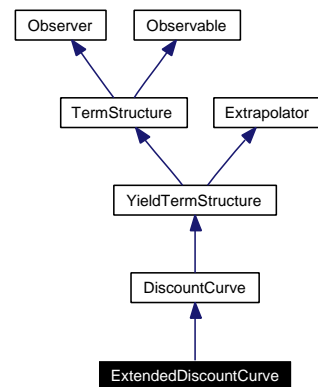 Observer
Observable
TermStructure
Extrapolator
YieldTermStructure
DiscountCurve
ExtendedDiscountCurve